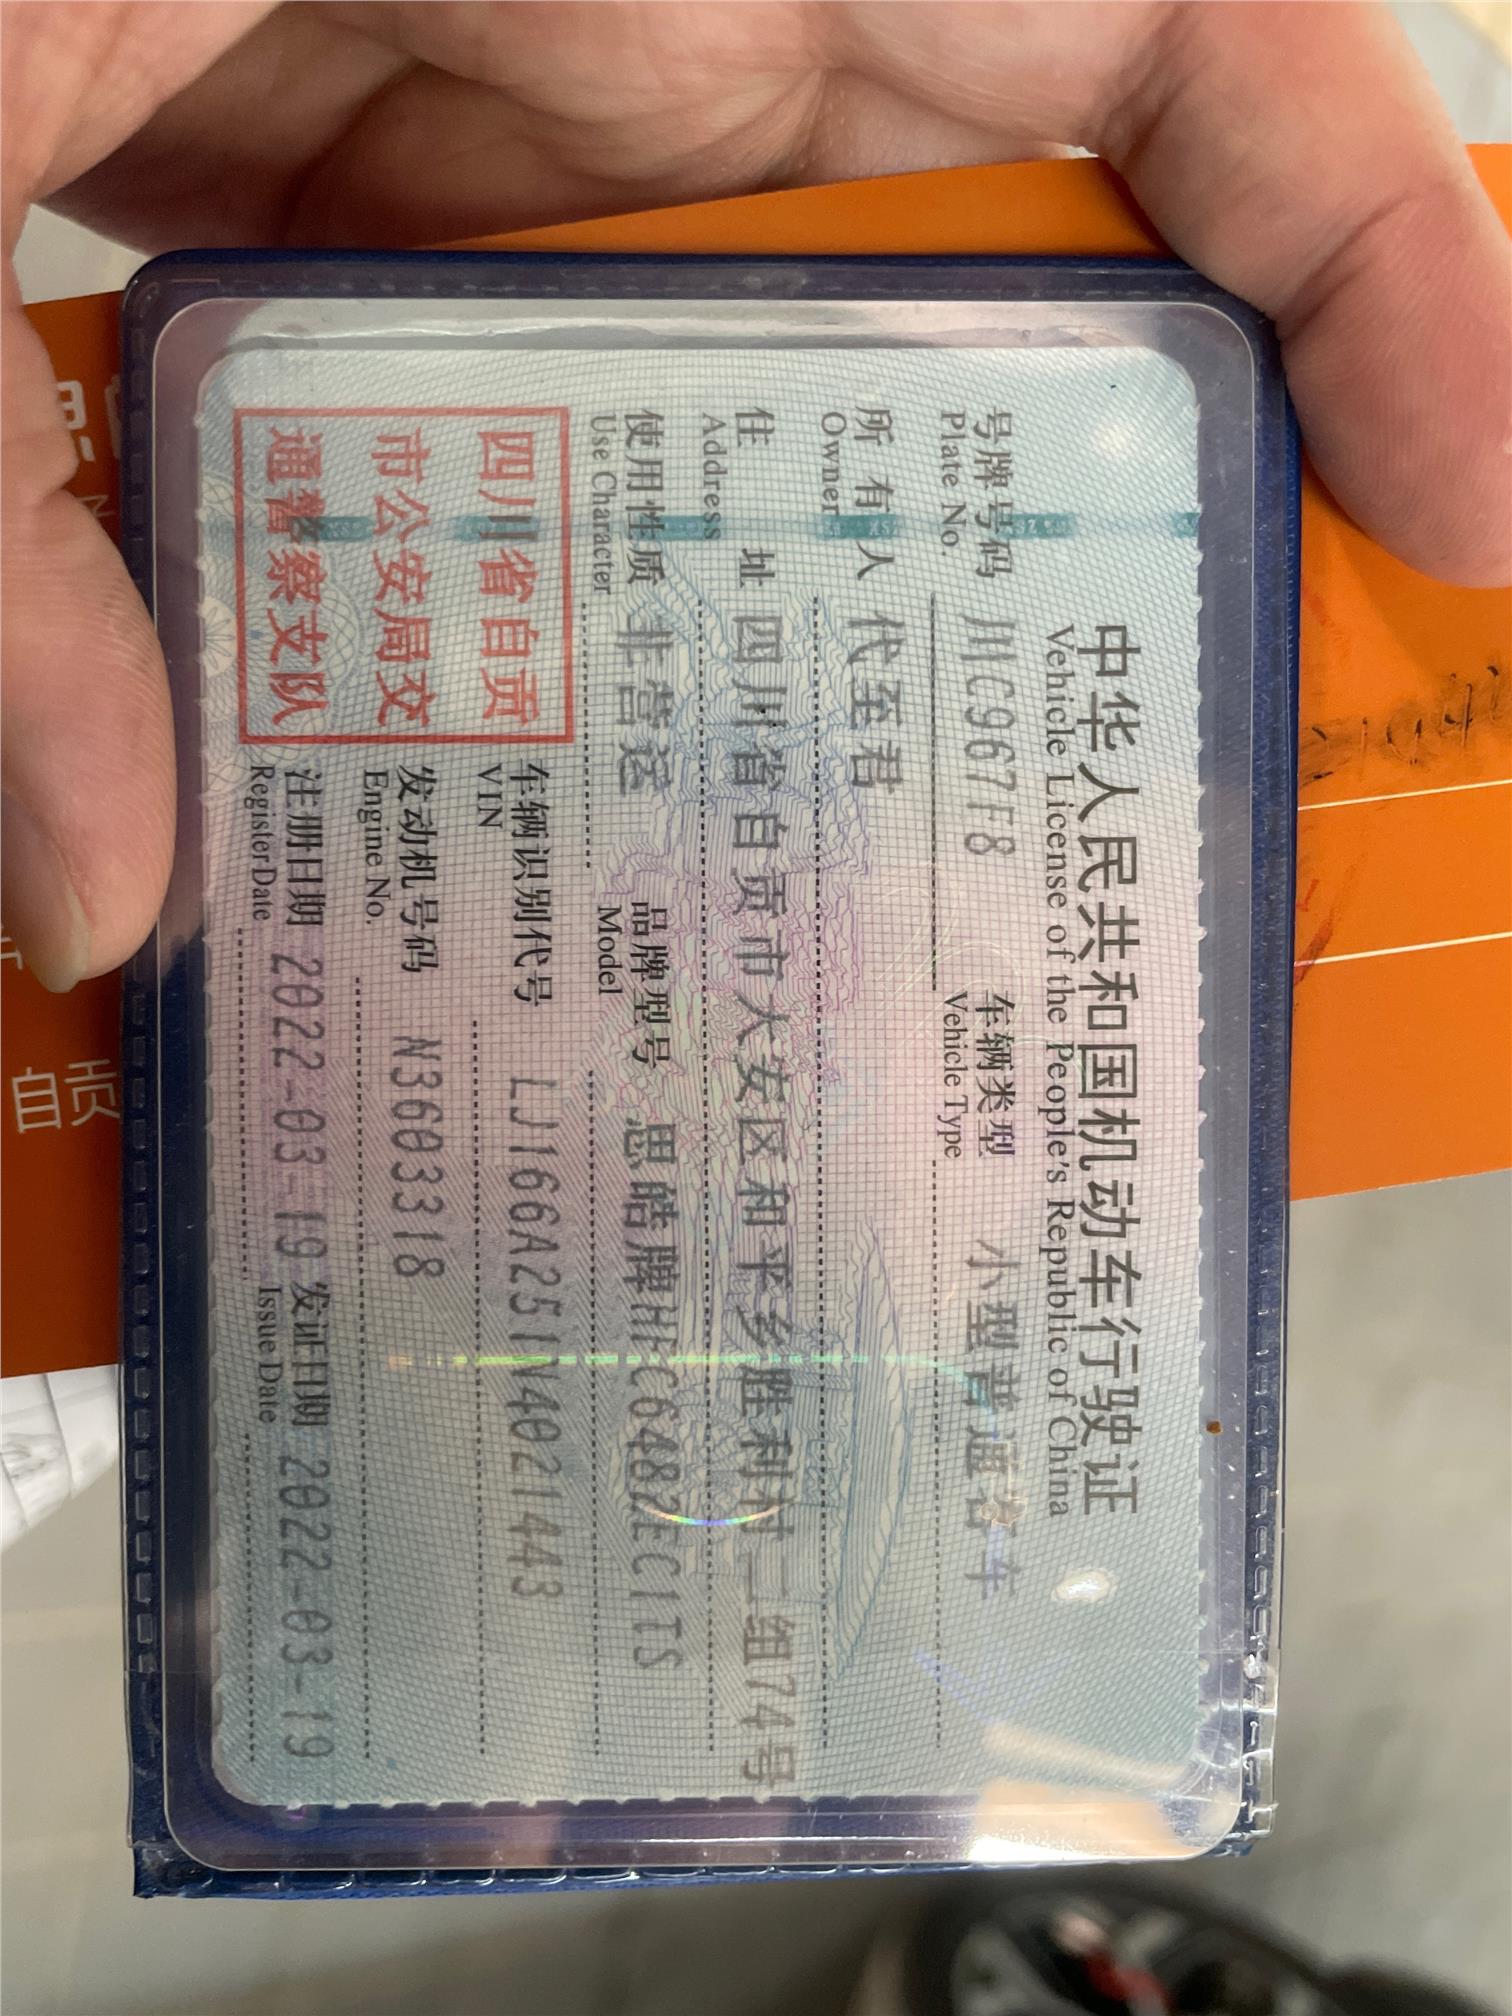 中华人民共和国机动车行驶证
Vehicle License of the People's Republic of China
号牌号码 川C967F8 车辆类型 小型普通客车
Plate No. Vehicle Type
所有人 代至君
Owner
住址 四川省自贡市大安区和平乡胜利村二组74号
Address
使用性质 非营运 品牌型号 思皓牌HFC6482EC1TS
Use Character Model
四川省自贡
市公安局交
通警察支队
车辆识别代号 LJ166A251N4021443
VIN
发动机号码 N3603318
Engine No.
注册日期 2022-03-19 发证日期 2022-03-19
Register Date Issue Date
自贡